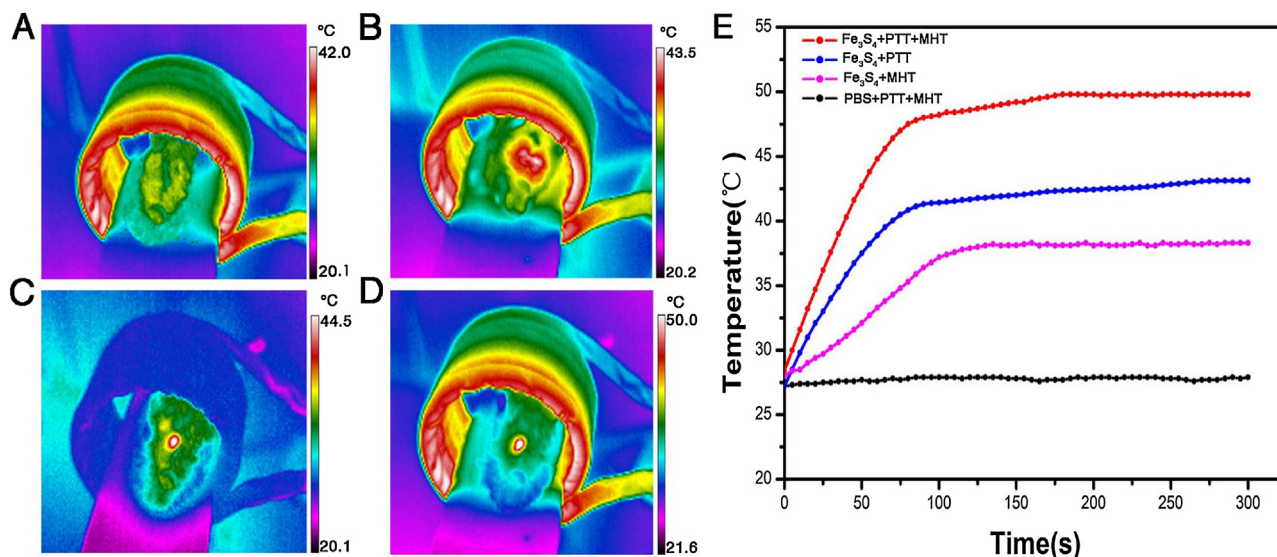 A
°C
42.0
20.1
B
°C
43.5
20.2
C
°C
44.5
20.1
D
°C
50.0
21.6
E
Fe₃S₄+PTT+MHT
Fe₃S₄+PTT
Fe₃S₄+MHT
PBS+PTT+MHT
Temperature(℃)
55
50
45
40
35
30
25
20
0 50 100 150 200 250 300
Time(s)